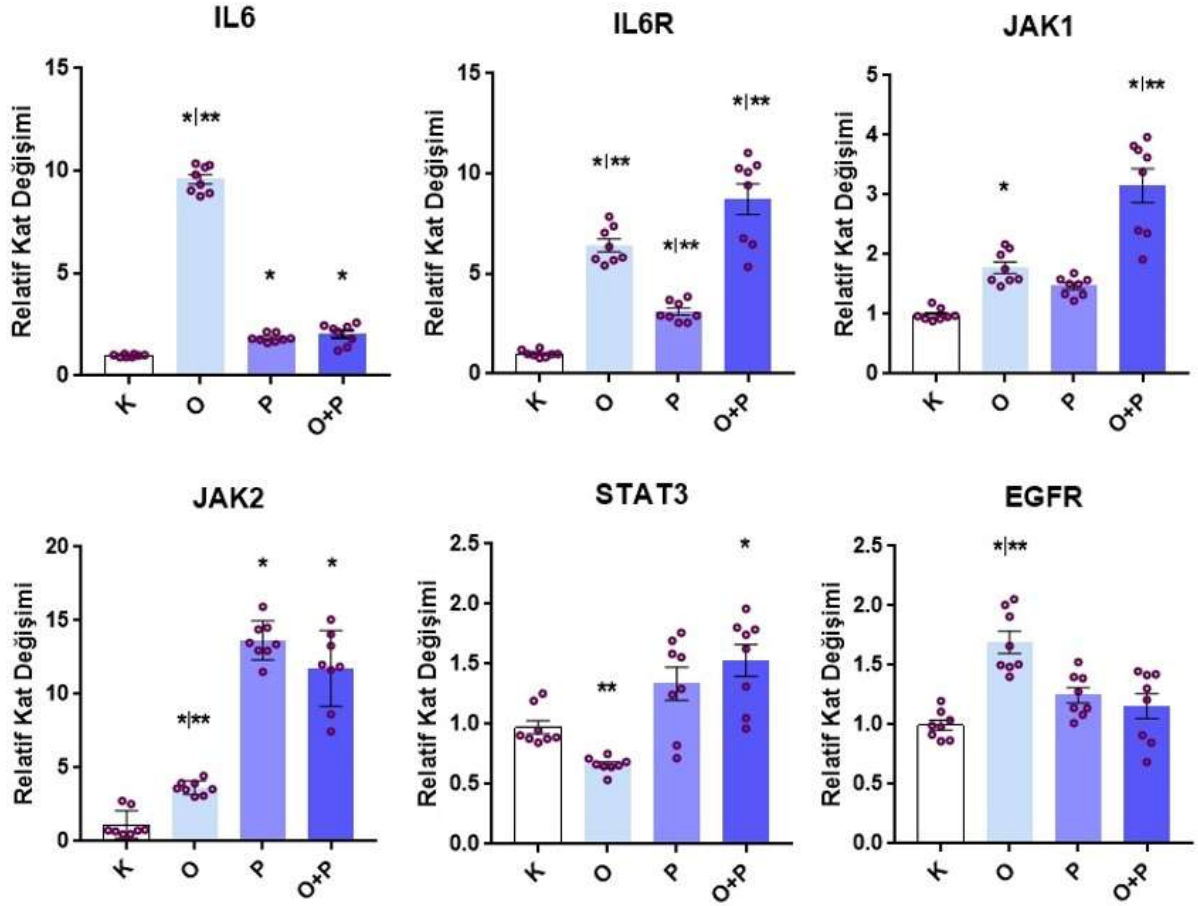 IL6
Relatif Kat Değişimi
15
10
5
0
*|**
*
*
K
O
P
O+P
IL6R
Relatif Kat Değişimi
15
10
5
0
*|**
*|**
*|**
K
O
P
O+P
JAK1
Relatif Kat Değişimi
5
4
3
2
1
0
*
*|**
K
O
P
O+P
JAK2
Relatif Kat Değişimi
20
15
10
5
0
*|**
*
*
K
O
P
O+P
STAT3
Relatif Kat Değişimi
2.5
2.0
1.5
1.0
0.5
0.0
**
*
K
O
P
O+P
EGFR
Relatif Kat Değişimi
2.5
2.0
1.5
1.0
0.5
0.0
*|**
K
O
P
O+P